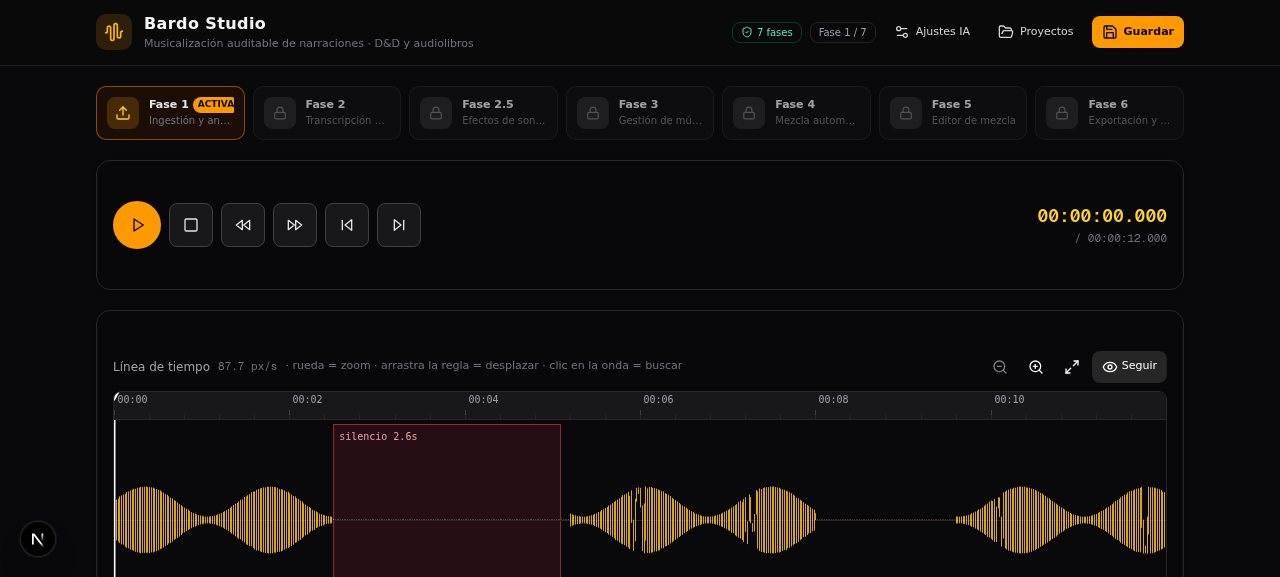 Bardo Studio
Musicalización auditable de narraciones · D&D y audiolibros
7 fases
Fase 1 / 7
Ajustes IA
Proyectos
Guardar
Fase 1 ACTIVA
Ingestión y an…
Fase 2
Transcripción …
Fase 2.5
Efectos de son…
Fase 3
Gestión de mú…
Fase 4
Mezcla autom…
Fase 5
Editor de mezcla
Fase 6
Exportación y …
00:00:00.000
/ 00:00:12.000
Línea de tiempo 87.7 px/s · rueda = zoom · arrastra la regla = desplazar · clic en la onda = buscar
Seguir
00:00 00:02 00:04 00:06 00:08 00:10
silencio 2.6s
N